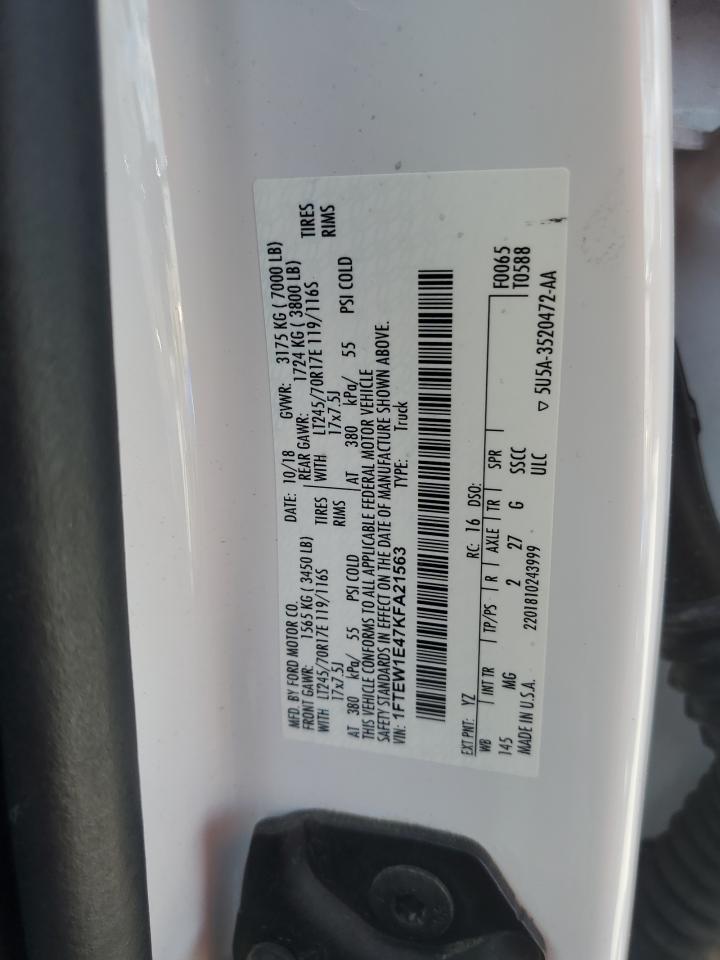 MFD. BY FORD MOTOR CO. DATE: 10/18 GVWR: 3175 KG ( 7000 LB)
FRONT GAWR: 1565 KG ( 3450 LB) REAR GAWR: 1724 KG ( 3800 LB)
WITH LT245/70R17E 119/116S TIRES WITH LT245/70R17E 119/116S TIRES
17x7.5J RIMS 17x7.5J RIMS
AT 380 kPa/ 55 PSI COLD AT 380 kPa/ 55 PSI COLD
THIS VEHICLE CONFORMS TO ALL APPLICABLE FEDERAL MOTOR VEHICLE
SAFETY STANDARDS IN EFFECT ON THE DATE OF MANUFACTURE SHOWN ABOVE.
VIN: 1FTEW1E47KFA21563 TYPE: Truck
EXT PNT: YZ RC: 16 DSO: F0065
WB INT TR TP/PS R AXLE TR SPR T0588
145 MG 2 27 G SSCC
MADE IN U.S.A. 2201810243999 ULC ▽ 5U5A-3520472-AA